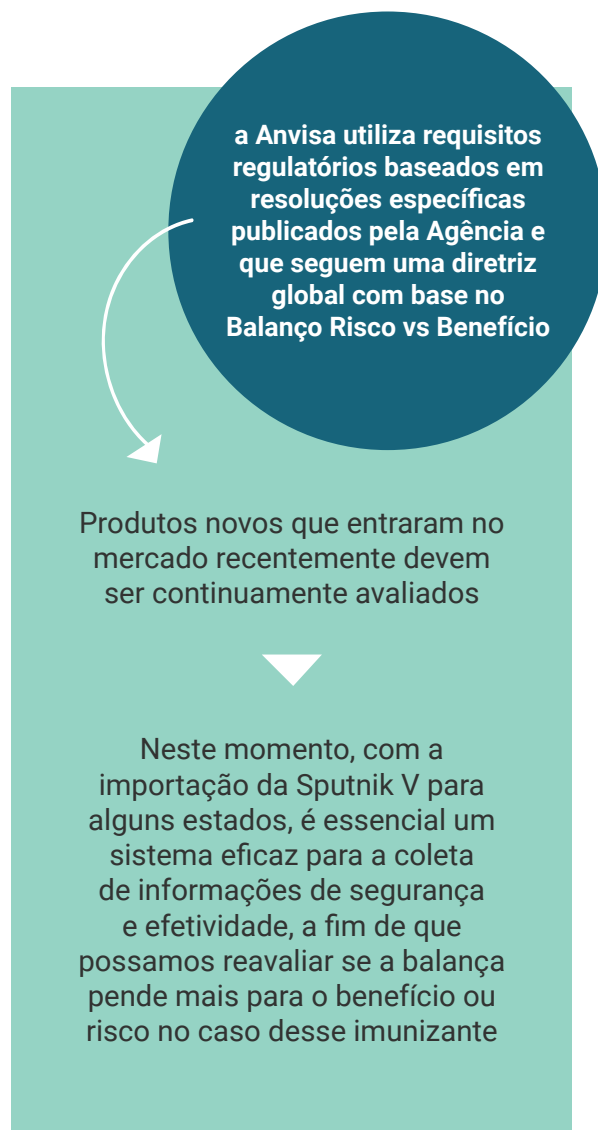 a Anvisa utiliza requisitos
regulatórios baseados em
resoluções específicas
publicados pela Agência e
que seguem uma diretriz
global com base no
Balanço Risco vs Benefício
Produtos novos que entraram no
mercado recentemente devem
ser continuamente avaliados
Neste momento, com a
importação da Sputnik V para
alguns estados, é essencial um
sistema eficaz para a coleta
de informações de segurança
e efetividade, a fim de que
possamos reavaliar se a balança
pende mais para o benefício ou
risco no caso desse imunizante